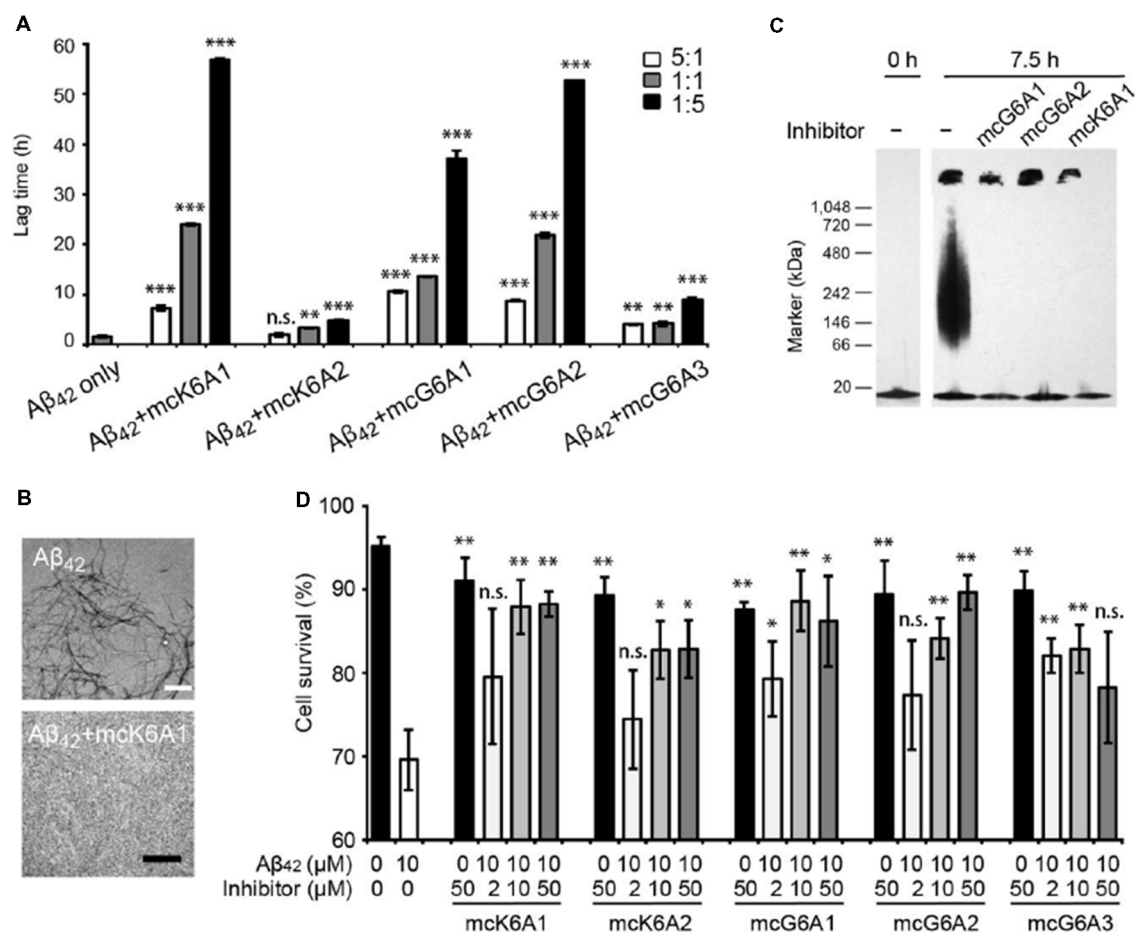 A
Lag time (h)
60
50
40
30
20
10
0
*** *** *** n.s. ** *** *** *** *** *** *** *** ** ** ***
5:1
1:1
1:5
Aβ42 only
Aβ42+mcK6A1
Aβ42+mcK6A2
Aβ42+mcG6A1
Aβ42+mcG6A2
Aβ42+mcG6A3
C
0 h 7.5 h
Inhibitor – – mcG6A1 mcG6A2 mcK6A1
Marker (kDa)
1,048
720
480
242
146
66
20
B
Aβ42
Aβ42+mcK6A1
D
Cell survival (%)
100
90
80
70
60
** n.s. ** ** ** n.s. * * ** * ** * ** n.s. ** ** ** ** ** n.s.
Aβ42 (μM) 0 10 0 10 10 10 0 10 10 10 0 10 10 10 0 10 10 10 0 10 10 10
Inhibitor (μM) 0 0 50 2 10 50 50 2 10 50 50 2 10 50 50 2 10 50 50 2 10 50
mcK6A1 mcK6A2 mcG6A1 mcG6A2 mcG6A3